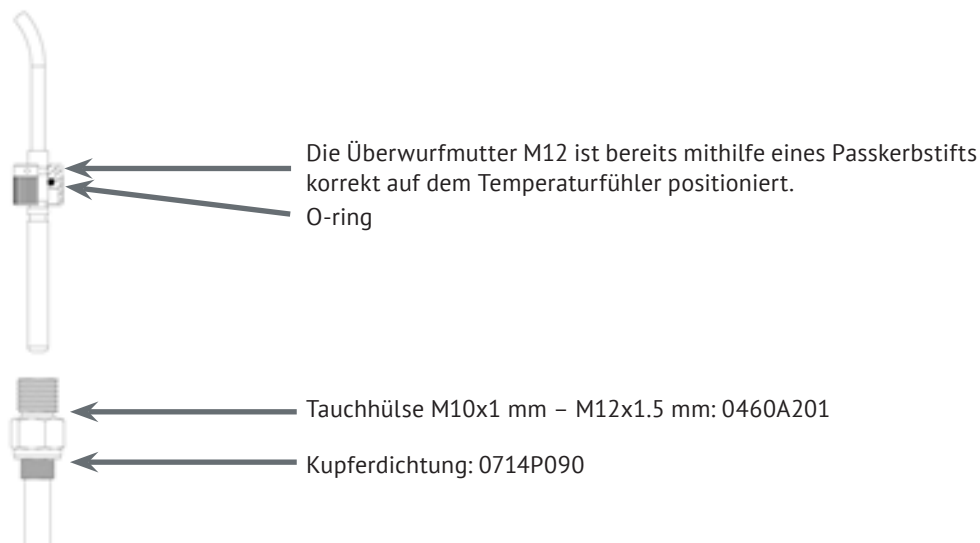 Die Überwurfmutter M12 ist bereits mithilfe eines Passkerbstifts
korrekt auf dem Temperaturfühler positioniert.
O-ring
Tauchhülse M10x1 mm – M12x1.5 mm: 0460A201
Kupferdichtung: 0714P090